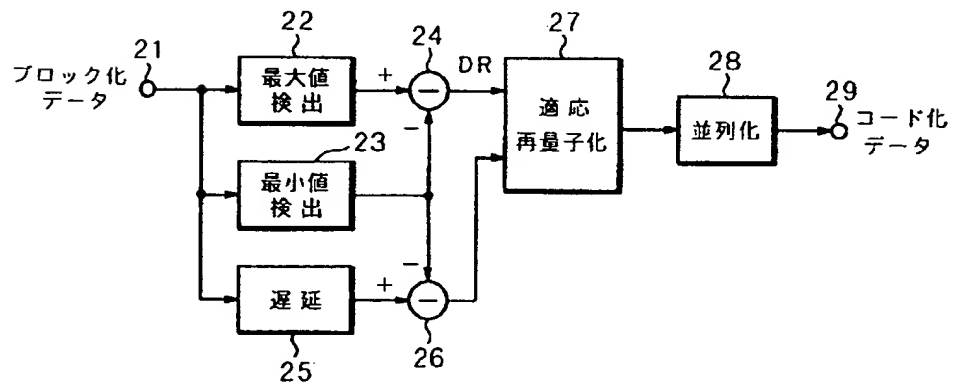 21
ブロック化
データ
22
最大値
検出
+
24
−
DR
−
23
最小値
検出
−
遅延
25
+
−
26
27
適応
再量子化
28
並列化
29
コード化
データ